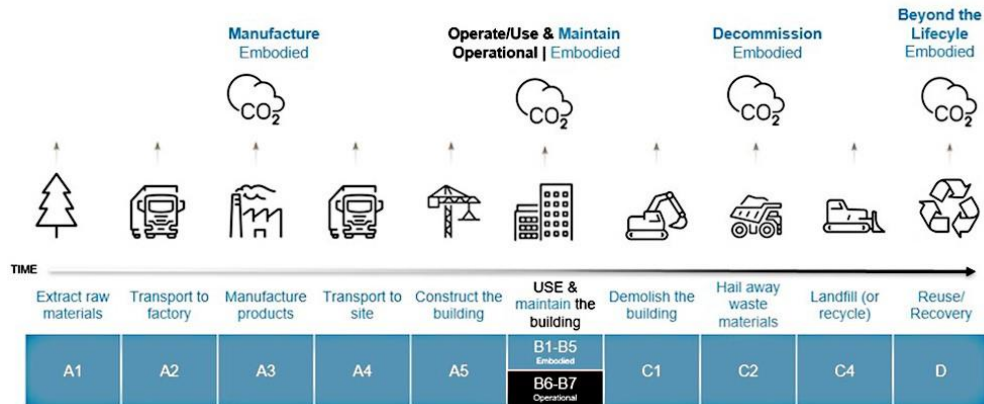 Manufacture
Embodied
Operate/Use & Maintain
Operational | Embodied
Decommission
Embodied
Beyond the
Lifecyle
Embodied
CO2
CO2
CO2
CO2
TIME
Extract raw
materials
Transport to
factory
Manufacture
products
Transport to
site
Construct the
building
USE &
maintain the
building
Demolish the
building
Hail away
waste
materials
Landfill (or
recycle)
Reuse/
Recovery
A1
A2
A3
A4
A5
B1-B5
Embodied
B6-B7
Operational
C1
C2
C4
D